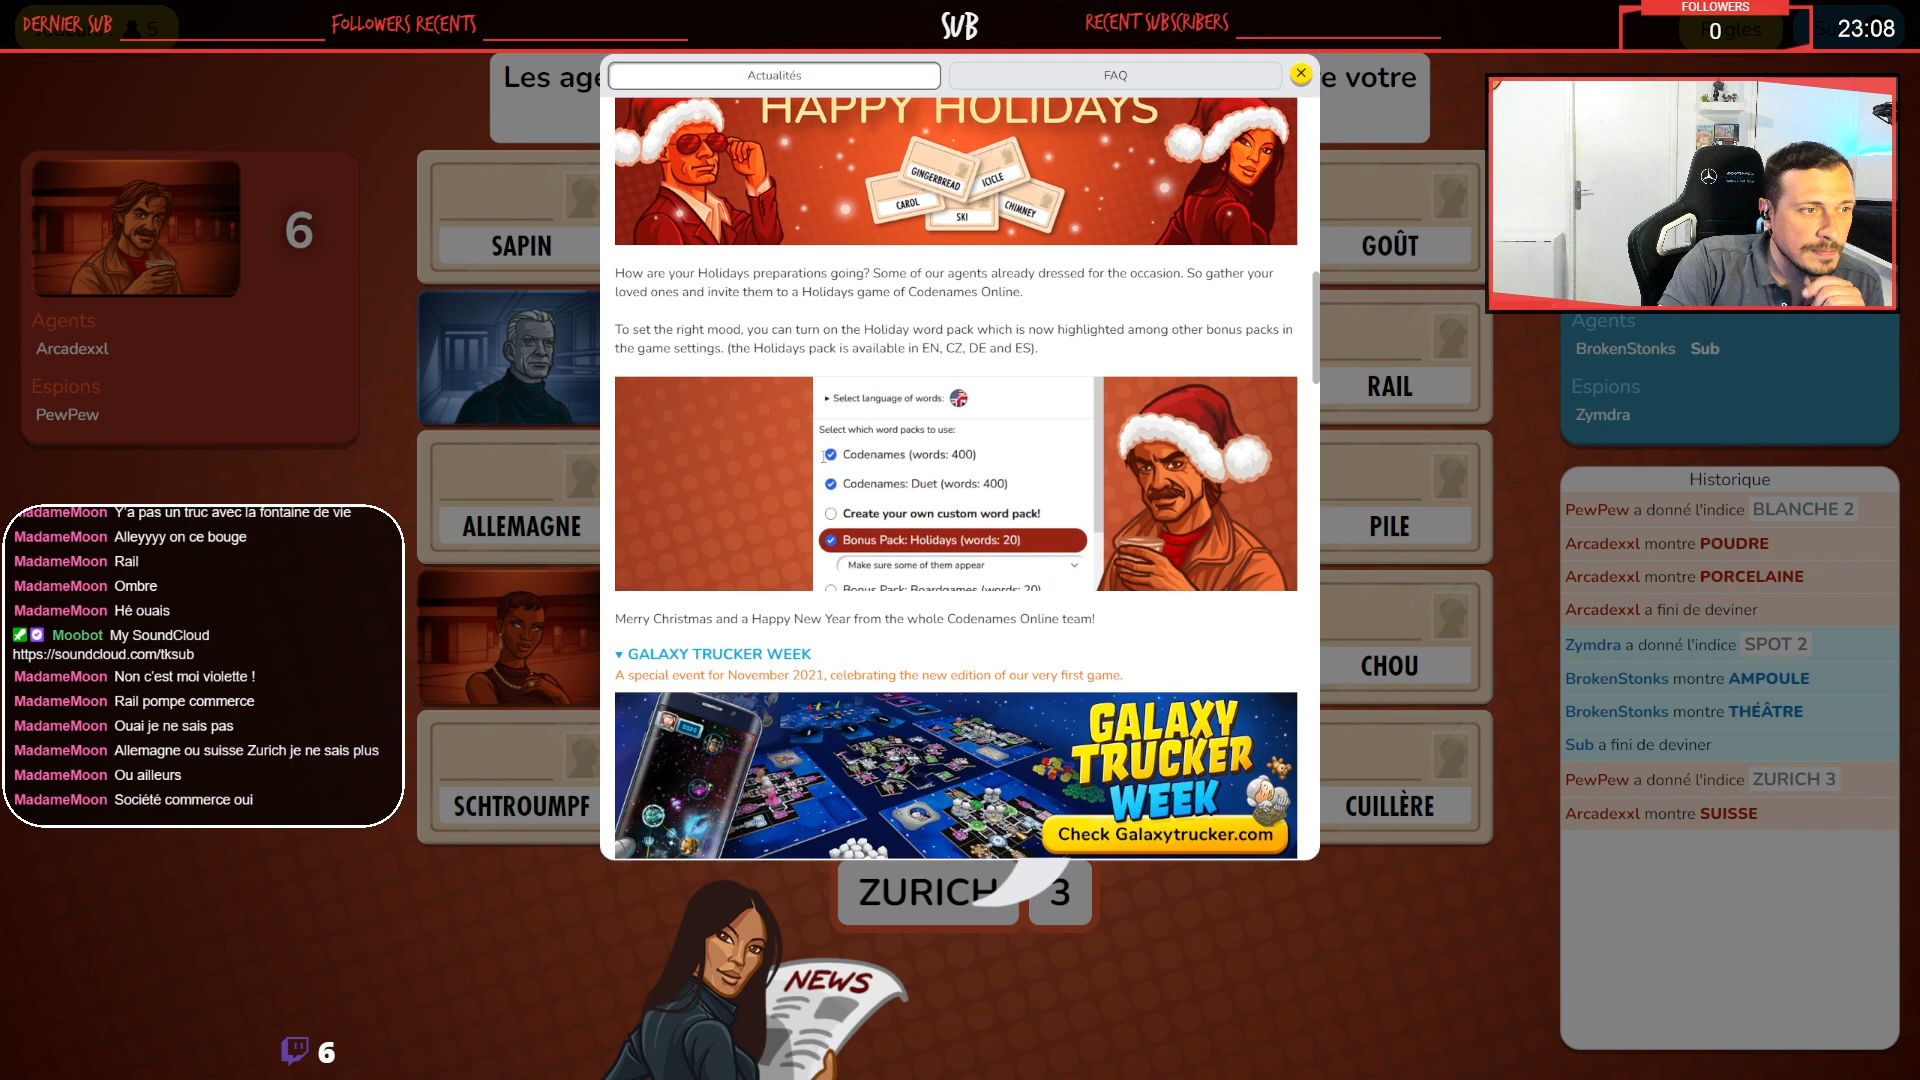 DERNIER SUB
FOLLOWERS RECENTS
SUB
RECENT SUBSCRIBERS
FOLLOWERS
0
23:08
5
Les age
e votre
Actualités
FAQ
HAPPY HOLIDAYS
GINGERBREAD
ICICLE
CAROL
SKI
CHIMNEY
How are your Holidays preparations going? Some of our agents already dressed for the occasion. So gather your
loved ones and invite them to a Holidays game of Codenames Online.
To set the right mood, you can turn on the Holiday word pack which is now highlighted among other bonus packs in
the game settings. (the Holidays pack is available in EN, CZ, DE and ES).
Select language of words:
Select which word packs to use:
Codenames (words: 400)
Codenames: Duet (words: 400)
Create your own custom word pack!
Bonus Pack: Holidays (words: 20)
Make sure some of them appear
Bonus Pack: Boardgames (words: 20)
Merry Christmas and a Happy New Year from the whole Codenames Online team!
GALAXY TRUCKER WEEK
A special event for November 2021, celebrating the new edition of our very first game.
GALAXY
TRUCKER
WEEK
Check Galaxytrucker.com
6
Agents
Arcadexxl
Espions
PewPew
SAPIN
ALLEMAGNE
SCHTROUMPF
GOÛT
RAIL
PILE
CHOU
CUILLÈRE
MadameMoon Y'a pas un truc avec la fontaine de vie
MadameMoon Alleyyyy on ce bouge
MadameMoon Rail
MadameMoon Ombre
MadameMoon Hé ouais
Moobot My SoundCloud
https://soundcloud.com/tksub
MadameMoon Non c'est moi violette !
MadameMoon Rail pompe commerce
MadameMoon Ouai je ne sais pas
MadameMoon Allemagne ou suisse Zurich je ne sais plus
MadameMoon Ou ailleurs
MadameMoon Société commerce oui
Agents
BrokenStonks Sub
Espions
Zymdra
Historique
PewPew a donné l'indice BLANCHE 2
Arcadexxl montre POUDRE
Arcadexxl montre PORCELAINE
Arcadexxl a fini de deviner
Zymdra a donné l'indice SPOT 2
BrokenStonks montre AMPOULE
BrokenStonks montre THÉÂTRE
Sub a fini de deviner
PewPew a donné l'indice ZURICH 3
Arcadexxl montre SUISSE
ZURICH 3
NEWS
6